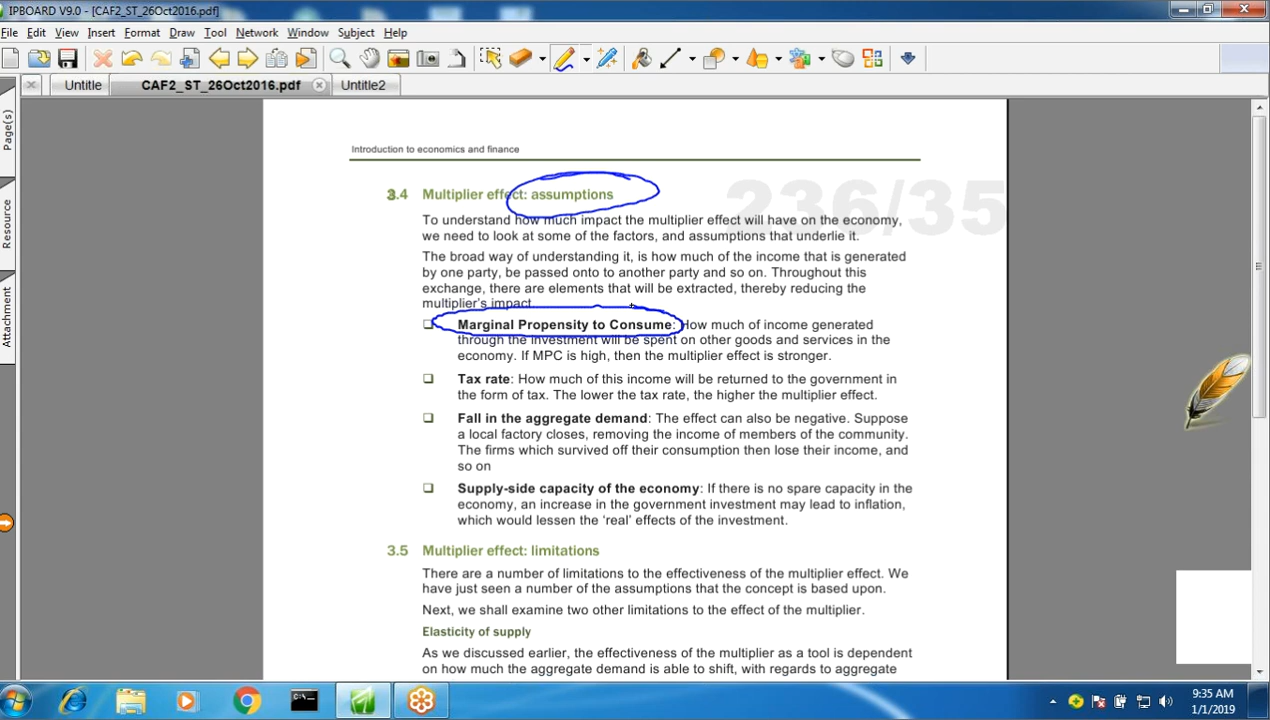 IPBOARD V9.0 - [CAF2_ST_26Oct2016.pdf]
File Edit View Insert Format Draw Tool Network Window Subject Help
Untitle CAF2_ST_26Oct2016.pdf Untitle2
Page(s)
Resource
Attachment
Introduction to economics and finance
236/35
3.4 Multiplier effect: assumptions
To understand how much impact the multiplier effect will have on the economy,
we need to look at some of the factors, and assumptions that underlie it.
The broad way of understanding it, is how much of the income that is generated
by one party, be passed onto to another party and so on. Throughout this
exchange, there are elements that will be extracted, thereby reducing the
multiplier's impact
Marginal Propensity to Consume: How much of income generated
through the investment will be spent on other goods and services in the
economy. If MPC is high, then the multiplier effect is stronger.
Tax rate: How much of this income will be returned to the government in
the form of tax. The lower the tax rate, the higher the multiplier effect.
Fall in the aggregate demand: The effect can also be negative. Suppose
a local factory closes, removing the income of members of the community.
The firms which survived off their consumption then lose their income, and
so on
Supply-side capacity of the economy: If there is no spare capacity in the
economy, an increase in the government investment may lead to inflation,
which would lessen the 'real' effects of the investment.
3.5 Multiplier effect: limitations
There are a number of limitations to the effectiveness of the multiplier effect. We
have just seen a number of the assumptions that the concept is based upon.
Next, we shall examine two other limitations to the effect of the multiplier.
Elasticity of supply
As we discussed earlier, the effectiveness of the multiplier as a tool is dependent
on how much the aggregate demand is able to shift, with regards to aggregate
9:35 AM
1/1/2019